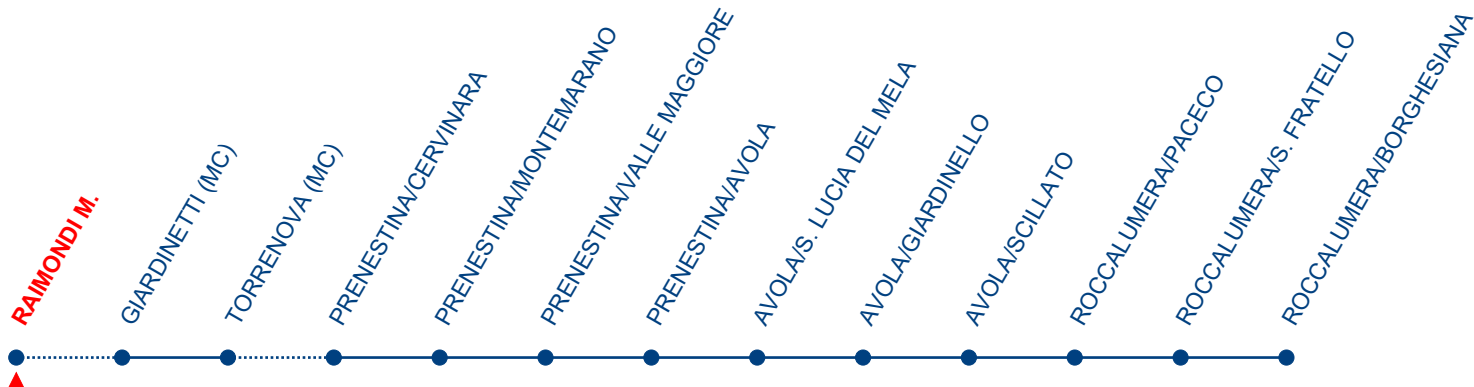 RAIMONDI M.
GIARDINETTI (MC)
TORRENOVA (MC)
PRENESTINA/CERVINARA
PRENESTINA/MONTEMARANO
PRENESTINA/VALLE MAGGIORE
PRENESTINA/AVOLA
AVOLA/S. LUCIA DEL MELA
AVOLA/GIARDINELLO
AVOLA/SCILLATO
ROCCALUMERA/PACECO
ROCCALUMERA/S. FRATELLO
ROCCALUMERA/BORGHESIANA